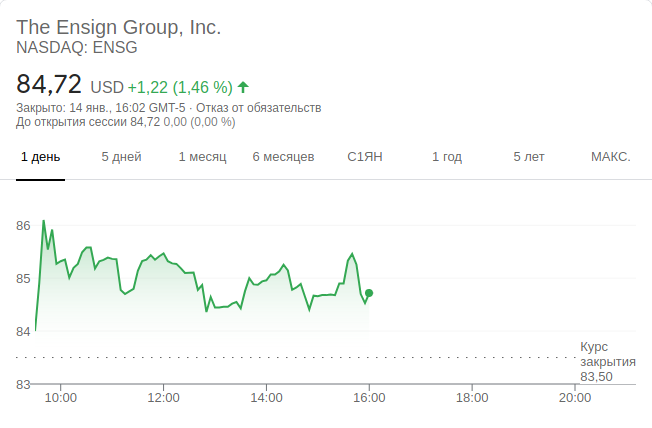 The Ensign Group, Inc.
NASDAQ: ENSG
84,72 USD +1,22 (1,46 %)
Закрыто: 14 янв., 16:02 GMT-5 · Отказ от обязательств
До открытия сессии 84,72 0,00 (0,00 %)
1 день 5 дней 1 месяц 6 месяцев С1ЯН 1 год 5 лет МАКС.
86
85
84
Курс
закрытия
83,50
83
10:00 12:00 14:00 16:00 18:00 20:00